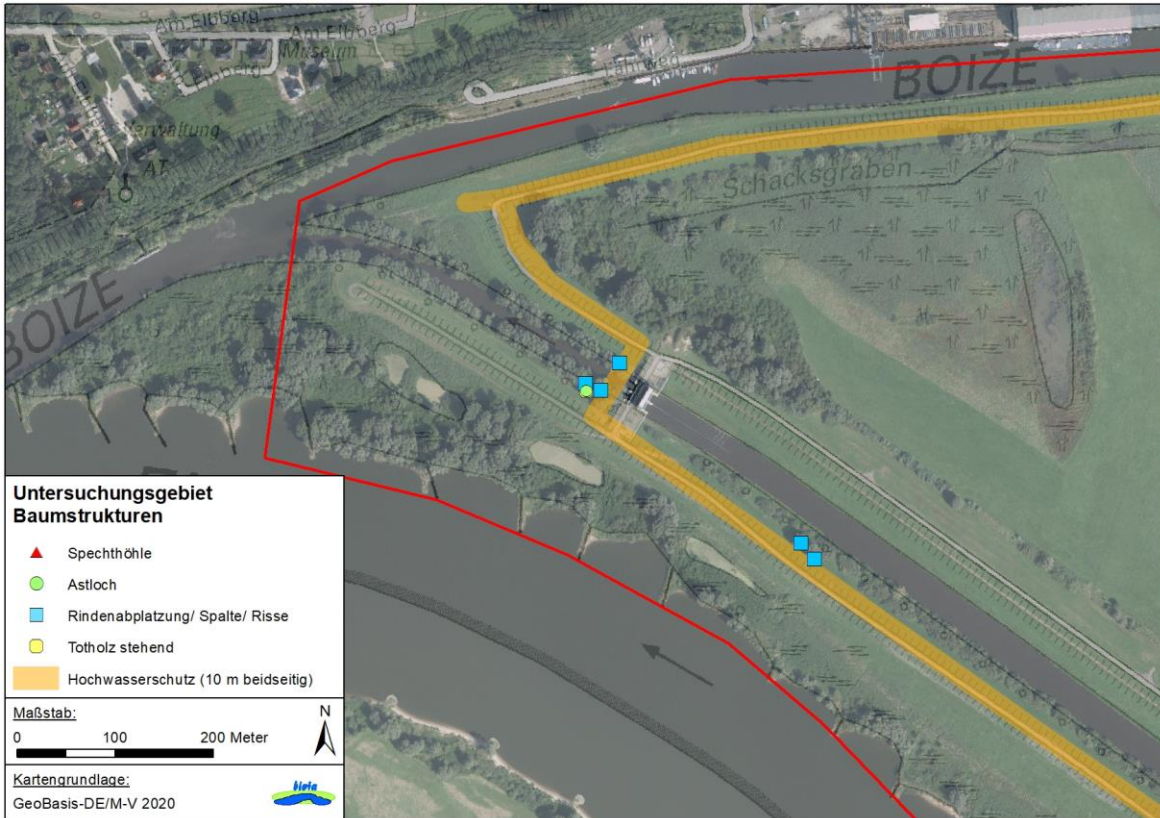 Am Elbberg
Am Elbberg
Museum
BOIZE
Verwaltung
AT
Schacksgraben
BOIZE
Untersuchungsgebiet
Baumstrukturen
Spechthöhle
Astloch
Rindenabplatzung/ Spalte/ Risse
Totholz stehend
Hochwasserschutz (10 m beidseitig)
Maßstab:
N
0 100 200 Meter
Kartengrundlage:
biota
GeoBasis-DE/M-V 2020